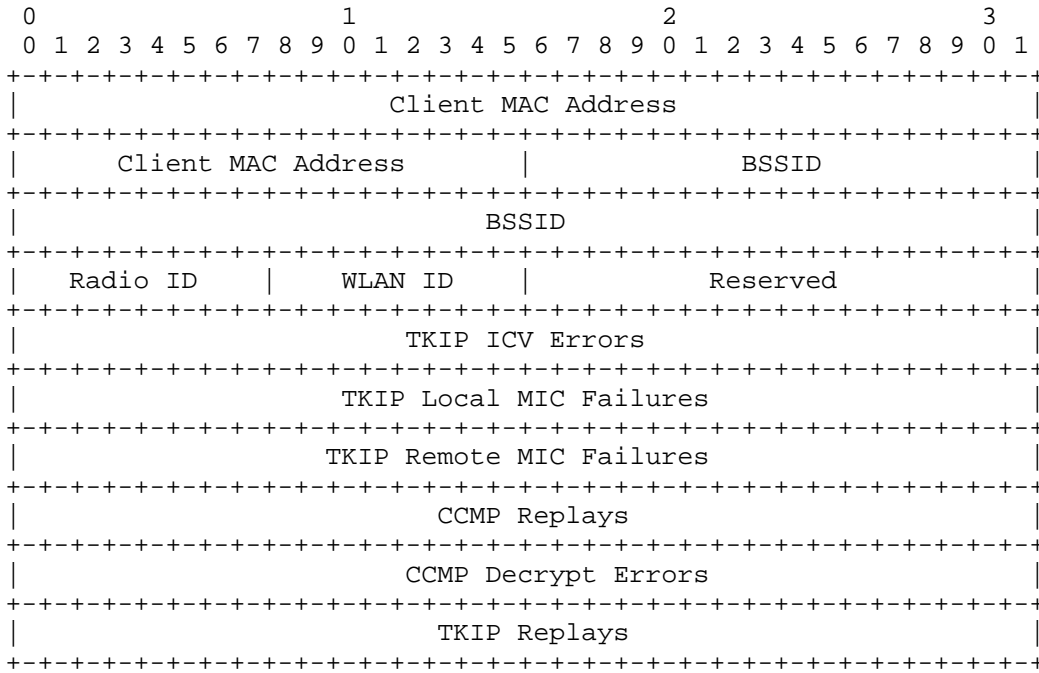 0 1 2 3
0 1 2 3 4 5 6 7 8 9 0 1 2 3 4 5 6 7 8 9 0 1 2 3 4 5 6 7 8 9 0 1
+-+-+-+-+-+-+-+-+-+-+-+-+-+-+-+-+-+-+-+-+-+-+-+-+-+-+-+-+-+-+-+-+
| Client MAC Address |
+-+-+-+-+-+-+-+-+-+-+-+-+-+-+-+-+-+-+-+-+-+-+-+-+-+-+-+-+-+-+-+-+
| Client MAC Address | BSSID |
+-+-+-+-+-+-+-+-+-+-+-+-+-+-+-+-+-+-+-+-+-+-+-+-+-+-+-+-+-+-+-+-+
| BSSID |
+-+-+-+-+-+-+-+-+-+-+-+-+-+-+-+-+-+-+-+-+-+-+-+-+-+-+-+-+-+-+-+-+
| Radio ID | WLAN ID | Reserved |
+-+-+-+-+-+-+-+-+-+-+-+-+-+-+-+-+-+-+-+-+-+-+-+-+-+-+-+-+-+-+-+-+
| TKIP ICV Errors |
+-+-+-+-+-+-+-+-+-+-+-+-+-+-+-+-+-+-+-+-+-+-+-+-+-+-+-+-+-+-+-+-+
| TKIP Local MIC Failures |
+-+-+-+-+-+-+-+-+-+-+-+-+-+-+-+-+-+-+-+-+-+-+-+-+-+-+-+-+-+-+-+-+
| TKIP Remote MIC Failures |
+-+-+-+-+-+-+-+-+-+-+-+-+-+-+-+-+-+-+-+-+-+-+-+-+-+-+-+-+-+-+-+-+
| CCMP Replays |
+-+-+-+-+-+-+-+-+-+-+-+-+-+-+-+-+-+-+-+-+-+-+-+-+-+-+-+-+-+-+-+-+
| CCMP Decrypt Errors |
+-+-+-+-+-+-+-+-+-+-+-+-+-+-+-+-+-+-+-+-+-+-+-+-+-+-+-+-+-+-+-+-+
| TKIP Replays |
+-+-+-+-+-+-+-+-+-+-+-+-+-+-+-+-+-+-+-+-+-+-+-+-+-+-+-+-+-+-+-+-+